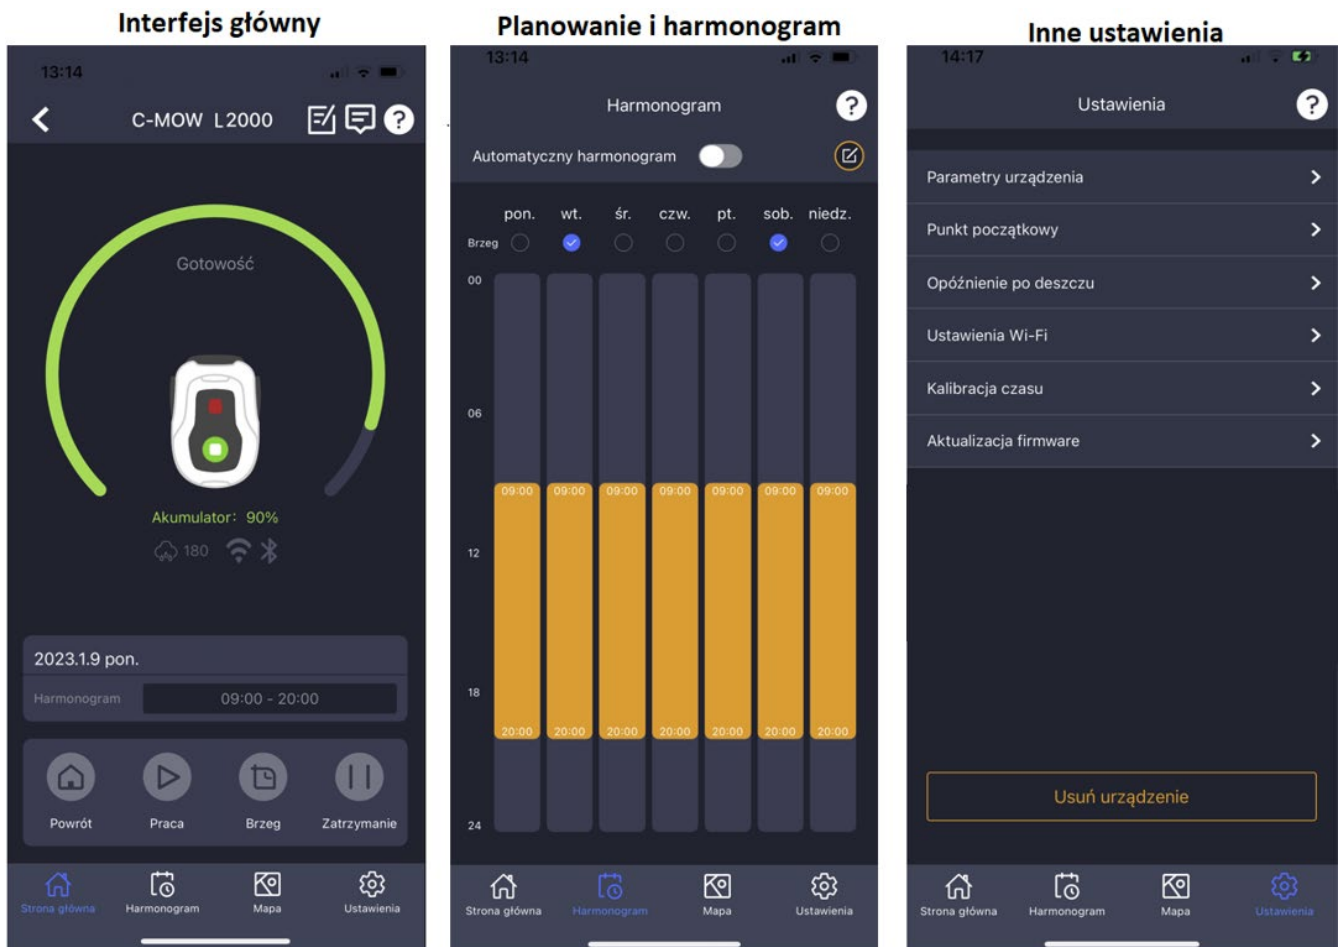 Interfejs główny
13:14
C-MOW L2000
?
Gotowość
Akumulator: 90%
180
2023.1.9 pon.
Harmonogram 09:00 - 20:00
Powrót Praca Brzeg Zatrzymanie
Strona główna Harmonogram Mapa Ustawienia
Planowanie i harmonogram
13:14
Harmonogram ?
Automatyczny harmonogram
pon. wt. śr. czw. pt. sob. niedz.
Brzeg
00
06
09:00 09:00 09:00 09:00 09:00 09:00 09:00
12
18
20:00 20:00 20:00 20:00 20:00 20:00 20:00
24
Strona główna Harmonogram Mapa Ustawienia
Inne ustawienia
14:17
Ustawienia ?
Parametry urządzenia
Punkt początkowy
Opóźnienie po deszczu
Ustawienia Wi-Fi
Kalibracja czasu
Aktualizacja firmware
Usuń urządzenie
Strona główna Harmonogram Mapa Ustawienia